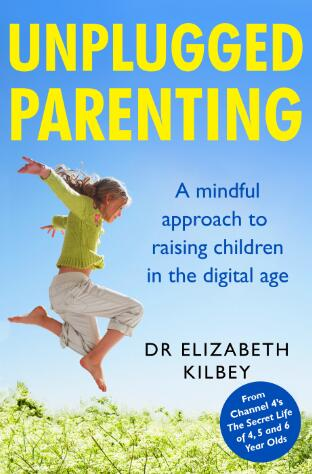 UNPLUGGED
PARENTING
A mindful
approach to
raising children
in the digital age
DR ELIZABETH
KILBEY
From
Channel 4's
The Secret Life
of 4, 5 and 6
Year Olds